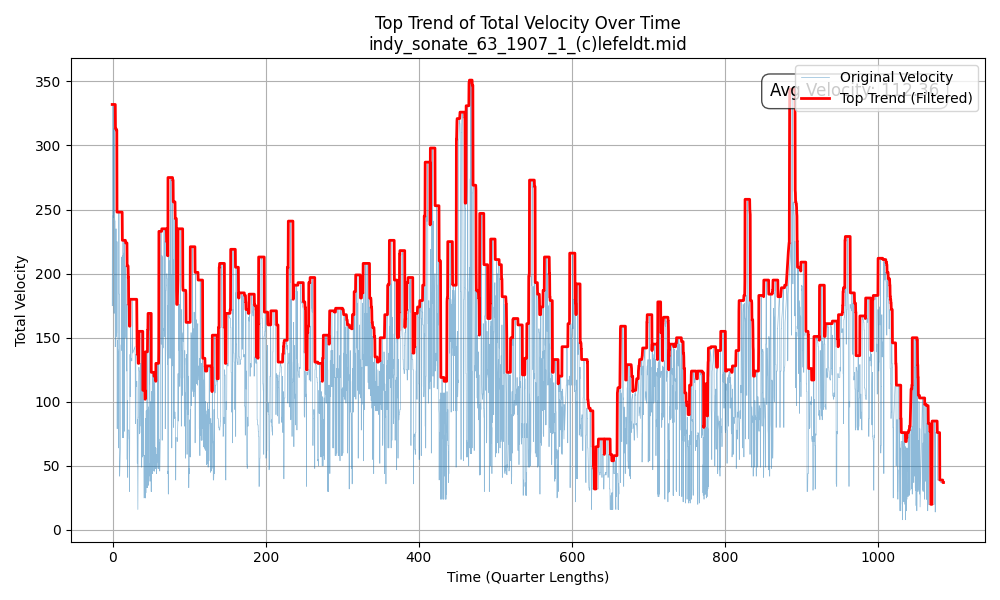 Top Trend of Total Velocity Over Time
indy_sonate_63_1907_1_(c)lefeldt.mid
Avg Velocity: 112.36
Original Velocity
Top Trend (Filtered)
Total Velocity
350
300
250
200
150
100
50
0
0 200 400 600 800 1000
Time (Quarter Lengths)